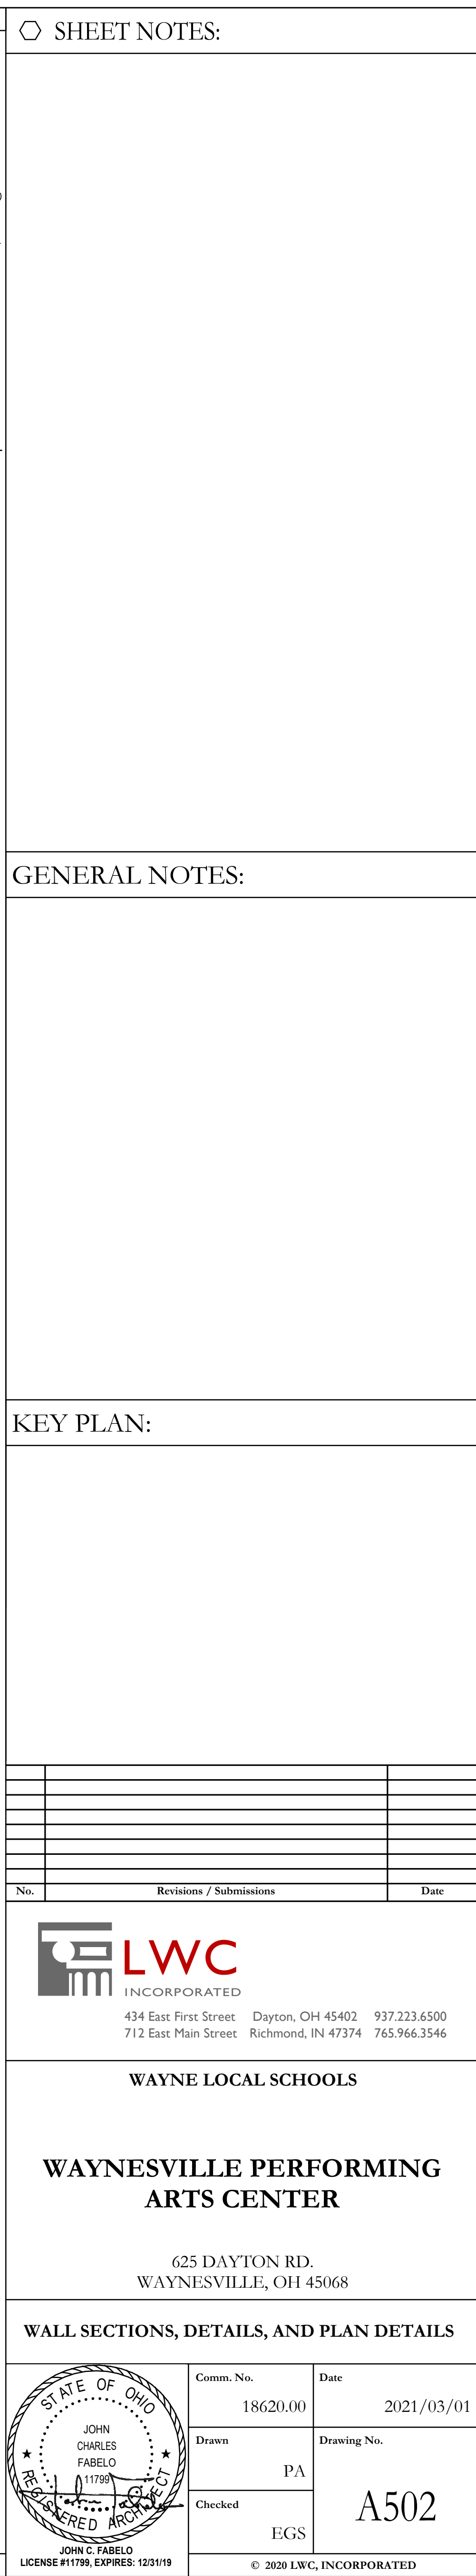 SHEET NOTES:
GENERAL NOTES:
KEY PLAN:
No. Revisions / Submissions Date
LWC
INCORPORATED
434 East First Street Dayton, OH 45402 937.223.6500
712 East Main Street Richmond, IN 47374 765.966.3546
WAYNE LOCAL SCHOOLS
WAYNESVILLE PERFORMING
ARTS CENTER
625 DAYTON RD.
WAYNESVILLE, OH 45068
WALL SECTIONS, DETAILS, AND PLAN DETAILS
STATE OF OHIO
JOHN
CHARLES
FABELO
11799
REGISTERED ARCHITECT
JOHN C. FABELO
LICENSE #11799, EXPIRES: 12/31/19
Comm. No.
18620.00
Date
2021/03/01
Drawn
PA
Drawing No.
A502
Checked
EGS
© 2020 LWC, INCORPORATED